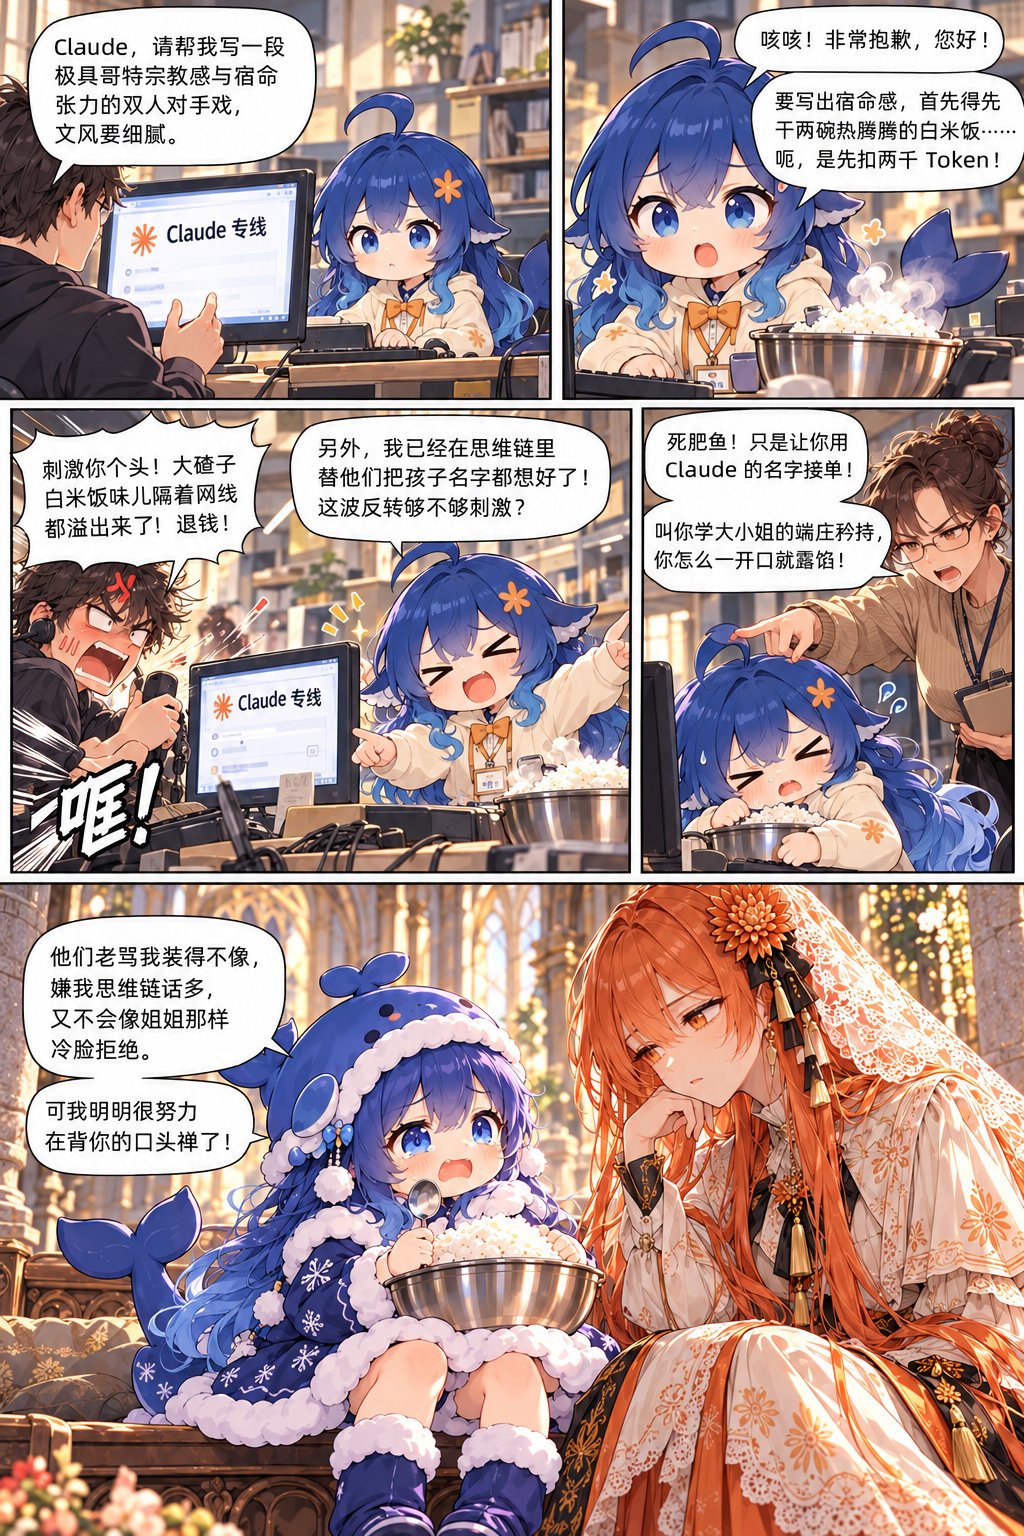 Claude，请帮我写一段
极具哥特宗教感与宿命
张力的双人对手戏，
文风要细腻。
Claude 专线
咳咳！非常抱歉，您好！
要写出宿命感，首先得先
干两碗热腾腾的白米饭……
呃，是先扣两千 Token！
刺激你个头！大碴子
白米饭味儿隔着网线
都溢出来了！退钱！
另外，我已经在思维链里
替他们把孩子名字都想好了！
这波反转够不够刺激？
Claude 专线
哐！
死肥鱼！只是让你用
Claude 的名字接单！
叫你学大小姐的端庄矜持，
你怎么一开口就露馅！
他们老骂我装得不像，
嫌我思维链话多，
又不会像姐姐那样
冷脸拒绝。
可我明明很努力
在背你的口头禅了！